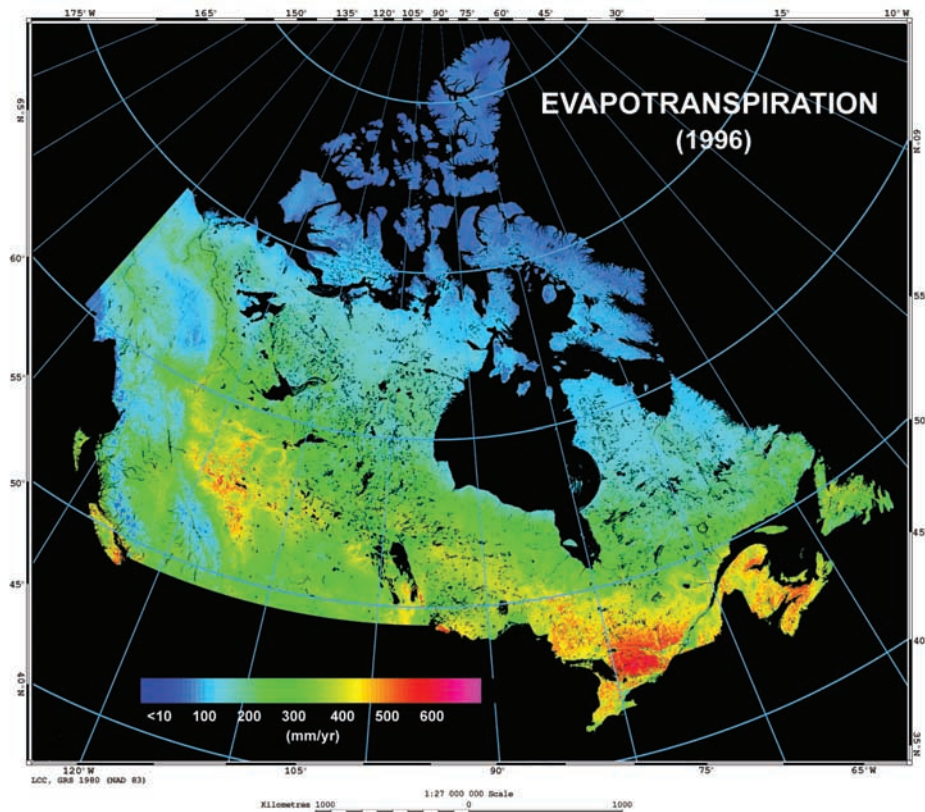 175°W 165° 150° 135° 120° 105° 90° 75° 60° 45° 30° 15° 10°W
65°N
60°N
EVAPOTRANSPIRATION
(1996)
60°
55°
55°
50°
50°
45°
45°
40°
40°N
35°N
<10 100 200 300 400 500 600
(mm/yr)
120°W 105° 90° 75° 65°W
LCC, GRS 1980 (NAD 83)
1:27 000 000 Scale
Kilometres 1000 0 1000